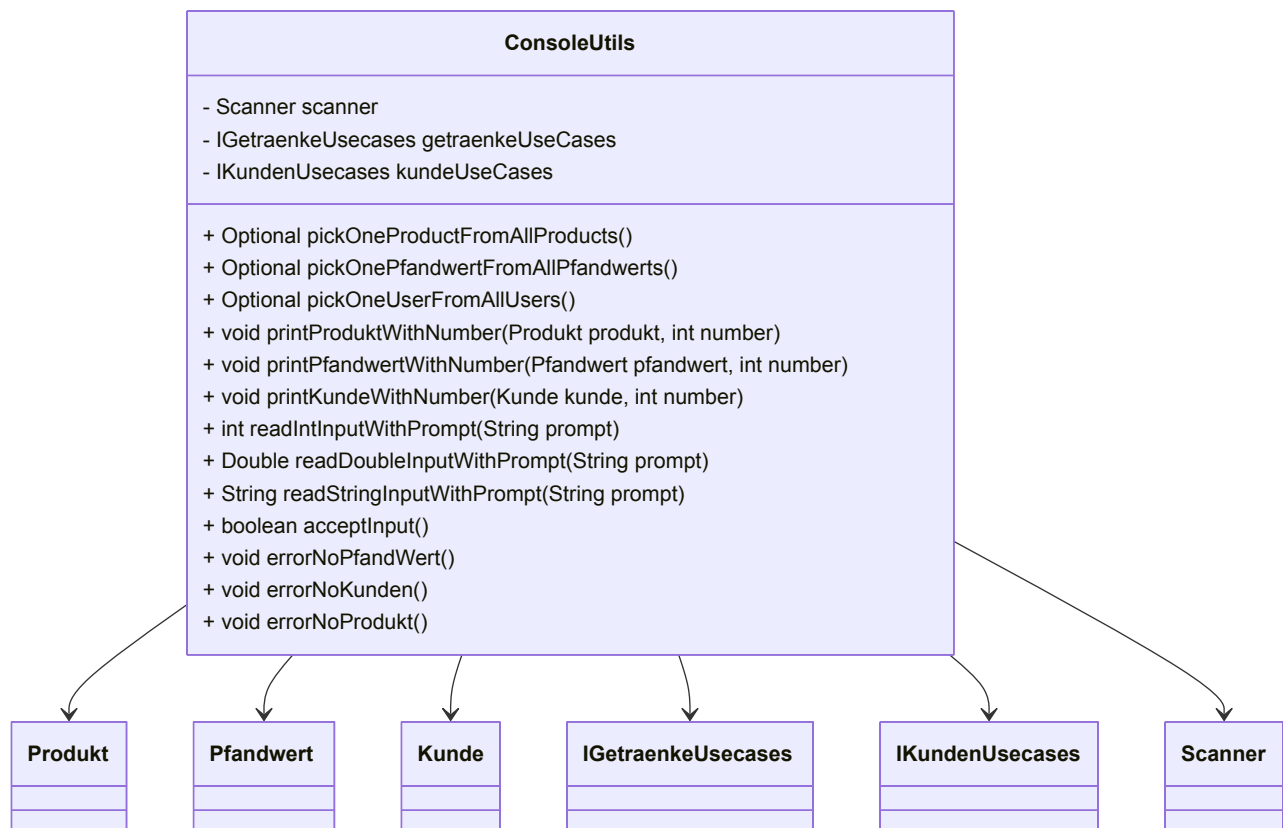 ConsoleUtils
- Scanner scanner
- IGetraenkeUsecases getraenkeUseCases
- IKundenUsecases kundeUseCases
+ Optional pickOneProductFromAllProducts()
+ Optional pickOnePfandwertFromAllPfandwerts()
+ Optional pickOneUserFromAllUsers()
+ void printProduktWithNumber(Produkt produkt, int number)
+ void printPfandwertWithNumber(Pfandwert pfandwert, int number)
+ void printKundeWithNumber(Kunde kunde, int number)
+ int readIntInputWithPrompt(String prompt)
+ Double readDoubleInputWithPrompt(String prompt)
+ String readStringInputWithPrompt(String prompt)
+ boolean acceptInput()
+ void errorNoPfandWert()
+ void errorNoKunden()
+ void errorNoProdukt()
Produkt
Pfandwert
Kunde
IGetraenkeUsecases
IKundenUsecases
Scanner